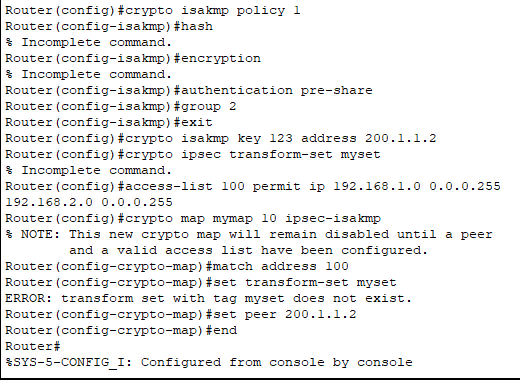 Router(config)#crypto isakmp policy 1
Router(config-isakmp)#hash
% Incomplete command.
Router(config-isakmp)#encryption
% Incomplete command.
Router(config-isakmp)#authentication pre-share
Router(config-isakmp)#group 2
Router(config-isakmp)#exit
Router(config)#crypto isakmp key 123 address 200.1.1.2
Router(config)#crypto ipsec transform-set myset
% Incomplete command.
Router(config)#access-list 100 permit ip 192.168.1.0 0.0.0.255
192.168.2.0 0.0.0.255
Router(config)#crypto map mymap 10 ipsec-isakmp
% NOTE: This new crypto map will remain disabled until a peer
        and a valid access list have been configured.
Router(config-crypto-map)#match address 100
Router(config-crypto-map)#set transform-set myset
ERROR: transform set with tag myset does not exist.
Router(config-crypto-map)#set peer 200.1.1.2
Router(config-crypto-map)#end
Router#
%SYS-5-CONFIG_I: Configured from console by console